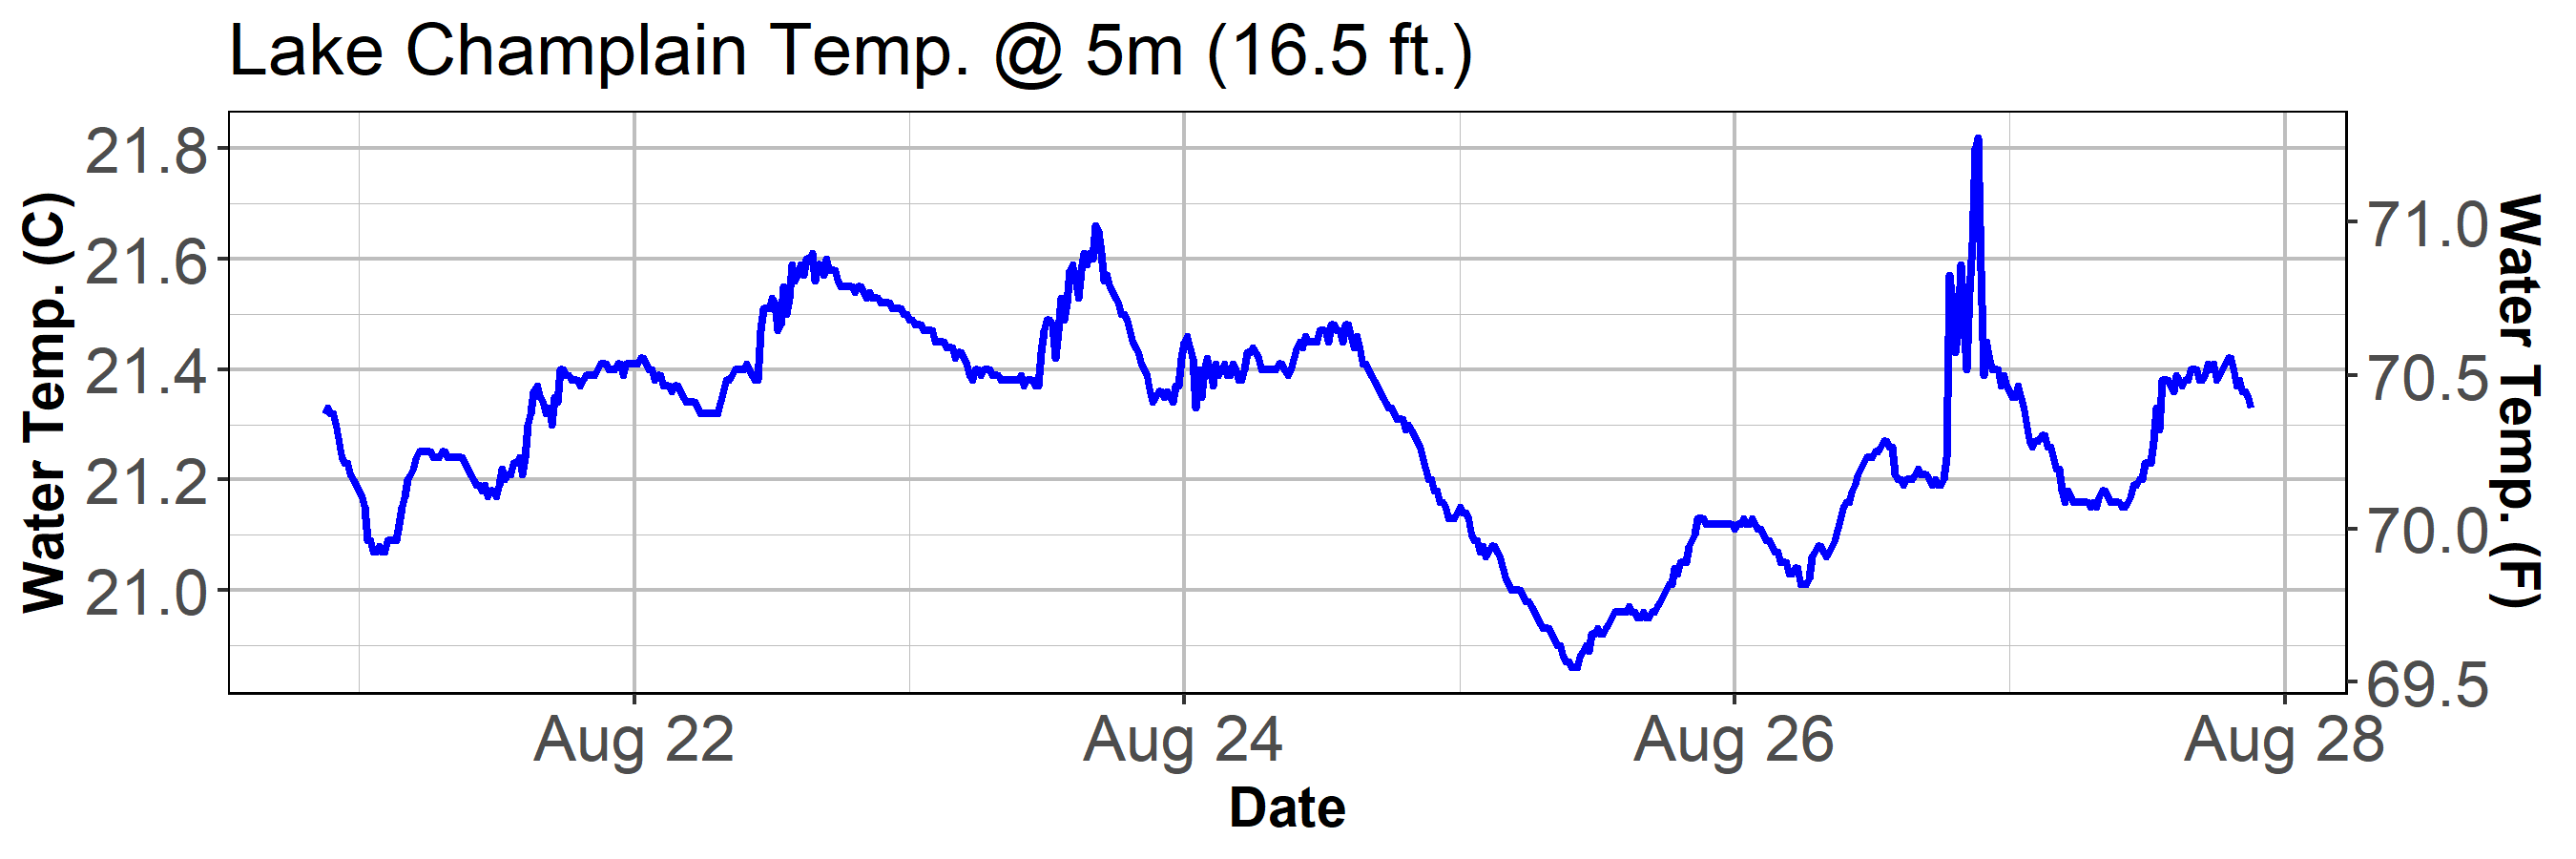 Lake Champlain Temp. @ 5m (16.5 ft.)
Water Temp. (C)
21.8
21.6
21.4
21.2
21.0
71.0
70.5
70.0
69.5
Water Temp. (F)
Aug 22 Aug 24 Aug 26 Aug 28
Date